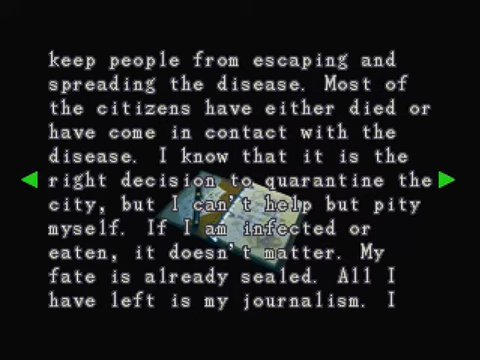 keep people from escaping and
spreading the disease. Most of
the citizens have either died or
have come in contact with the
disease. I know that it is the
right decision to quarantine the
city, but I can't help but pity
myself. If I am infected or
eaten, it doesn't matter. My
fate is already sealed. All I
have left is my journalism. I